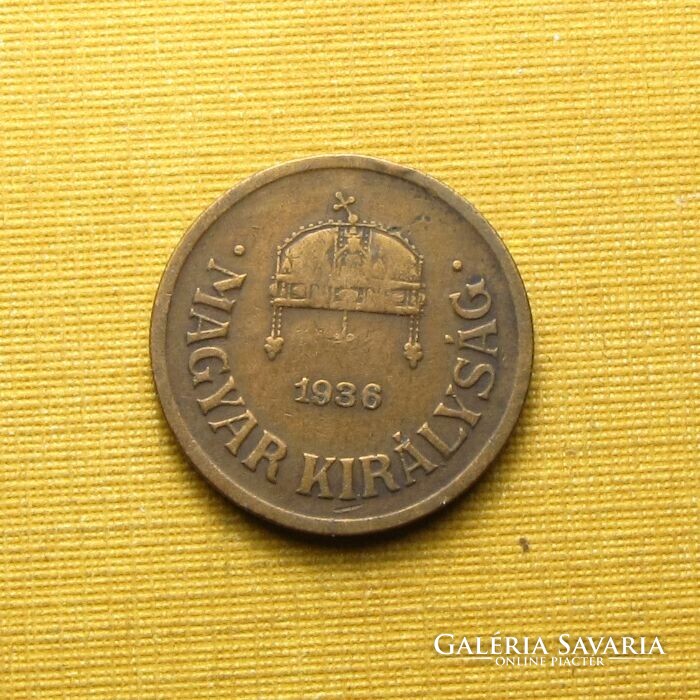 1936
· MAGYAR KIRÁLYSÁG ·
GALÉRIA SAVARIA
ONLINE PIACTÉR